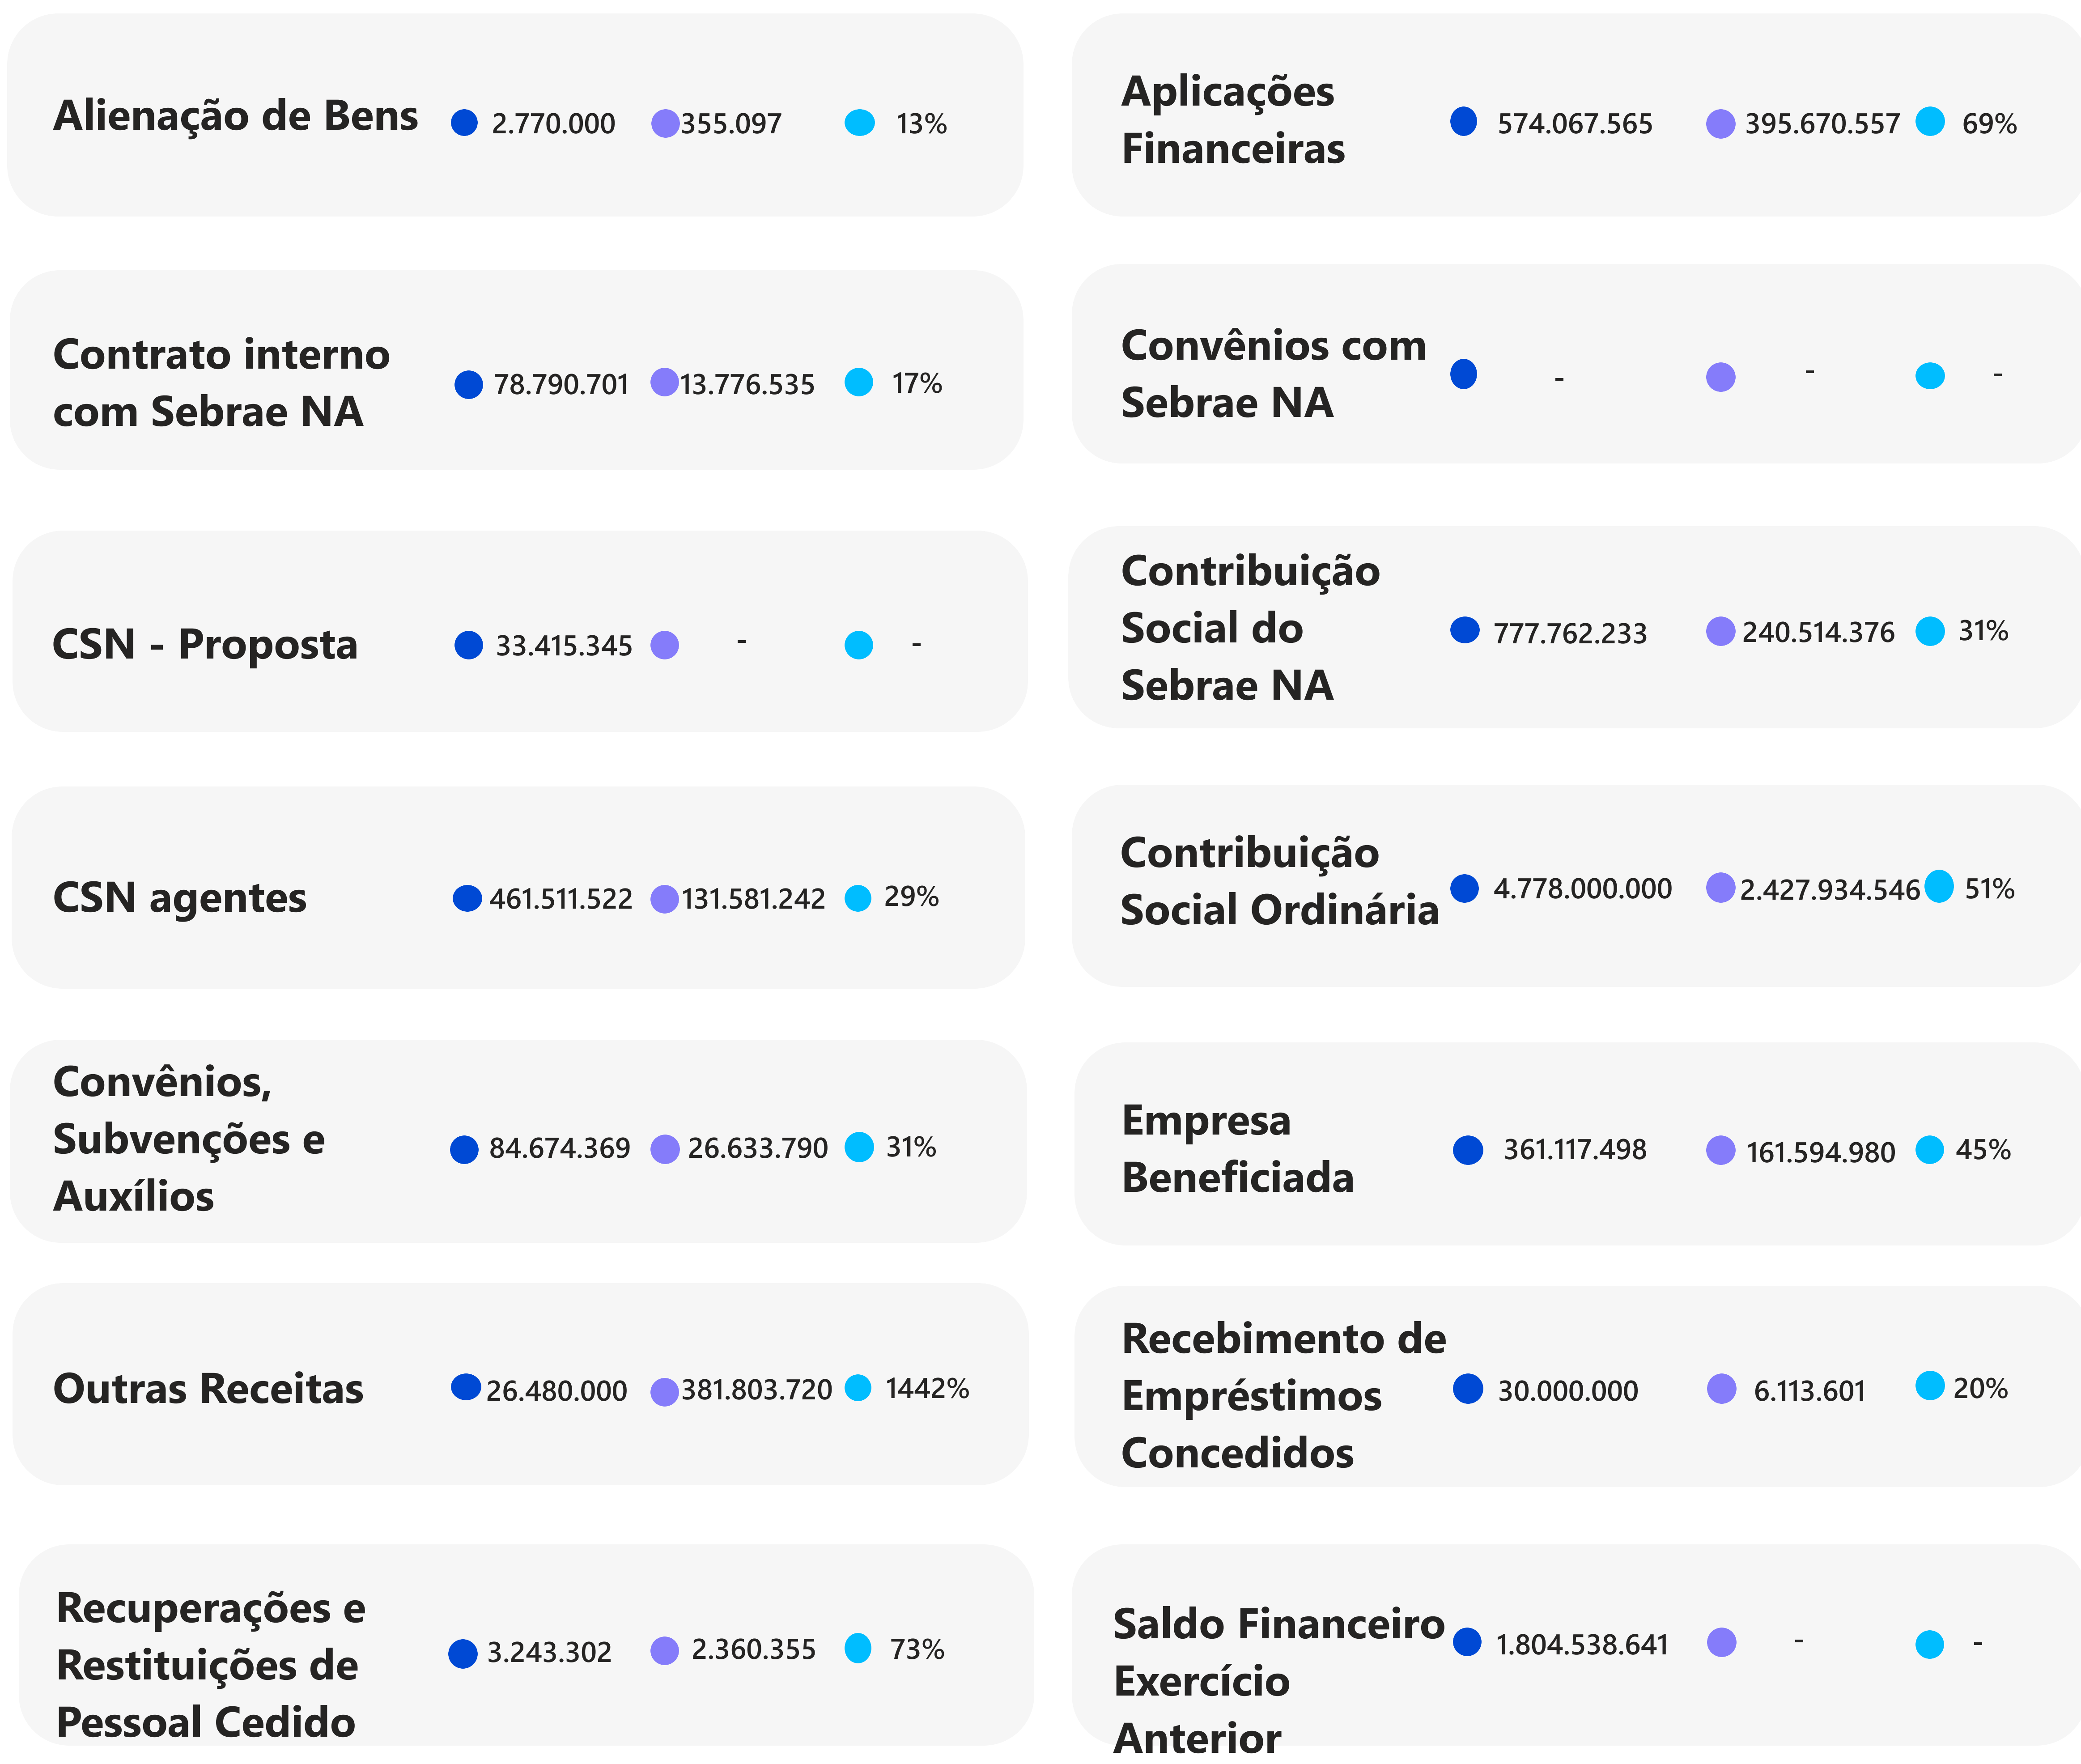 Alienação de Bens 2.770.000 355.097 13%
Aplicações
Financeiras
574.067.565 395.670.557 69%
Contrato interno
com Sebrae NA
78.790.701 13.776.535 17%
Convênios com
Sebrae NA
- - -
CSN - Proposta 33.415.345 - -
Contribuição
Social do
Sebrae NA
777.762.233 240.514.376 31%
CSN agentes 461.511.522 131.581.242 29%
Contribuição
Social Ordinária
4.778.000.000 2.427.934.546 51%
Convênios,
Subvenções e
Auxílios
84.674.369 26.633.790 31%
Empresa
Beneficiada
361.117.498 161.594.980 45%
Outras Receitas 26.480.000 381.803.720 1442%
Recebimento de
Empréstimos
Concedidos
30.000.000 6.113.601 20%
Recuperações e
Restituições de
Pessoal Cedido
3.243.302 2.360.355 73%
Saldo Financeiro
Exercício
Anterior
1.804.538.641 - -